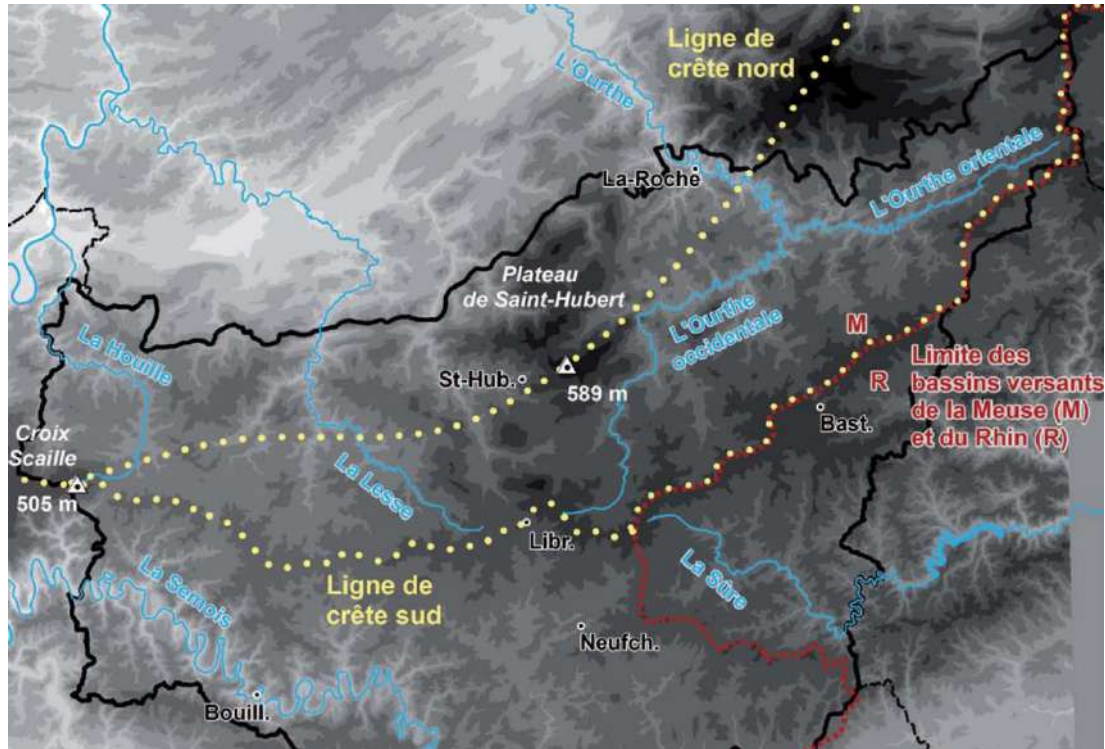 Ligne de
crête nord
L'Ourthe
La-Roche
L'Ourthe orientale
Plateau
de Saint-Hubert
L'Ourthe
occidentale
M
R
Limite des
bassins versants
de la Meuse (M)
et du Rhin (R)
La Houille
St-Hub.
589 m
Bast.
Croix
Scaille
505 m
La Lesse
Libr.
La Sûre
Ligne de
crête sud
La Semois
Neufch.
Bouill.